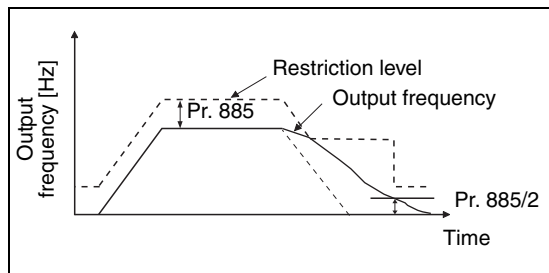 Restriction level
Output frequency
Pr. 885
Output
frequency [Hz]
Pr. 885/2
Time